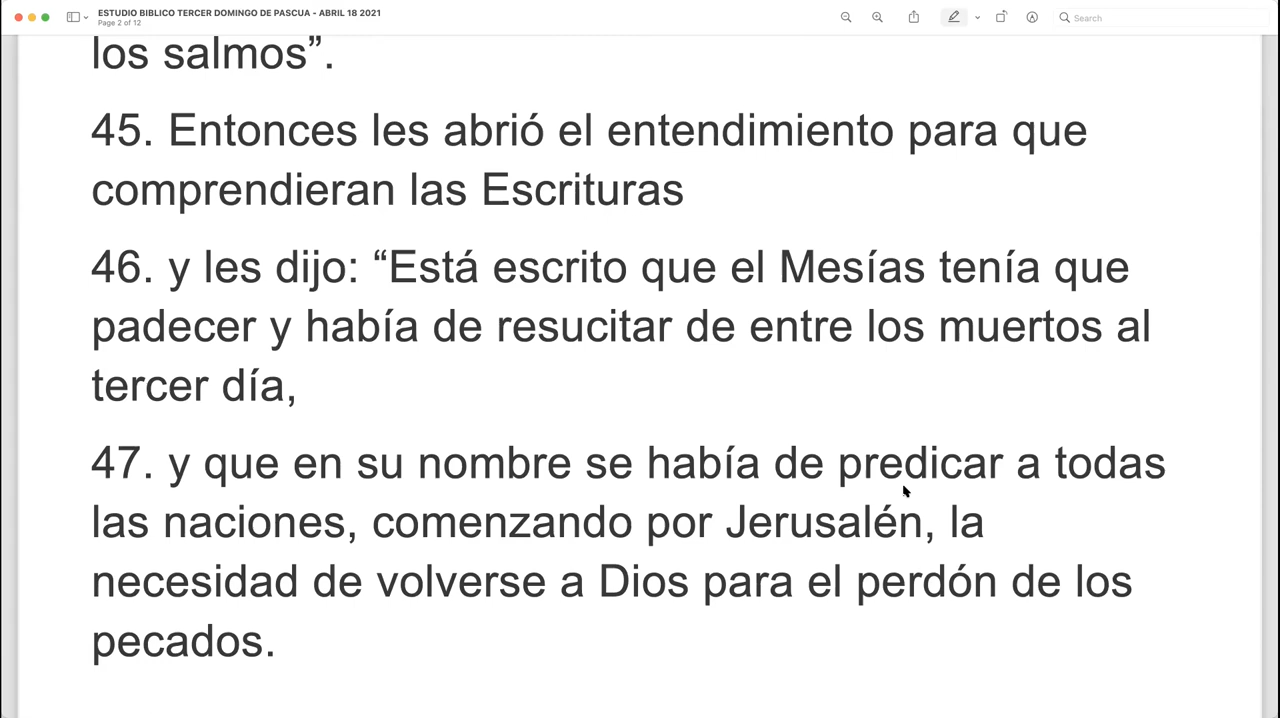 ESTUDIO BIBLICO TERCER DOMINGO DE PASCUA - ABRIL 18 2021
Page 2 of 12
Search
los salmos”.
45. Entonces les abrió el entendimiento para que
comprendieran las Escrituras
46. y les dijo: “Está escrito que el Mesías tenía que
padecer y había de resucitar de entre los muertos al
tercer día,
47. y que en su nombre se había de predicar a todas
las naciones, comenzando por Jerusalén, la
necesidad de volverse a Dios para el perdón de los
pecados.